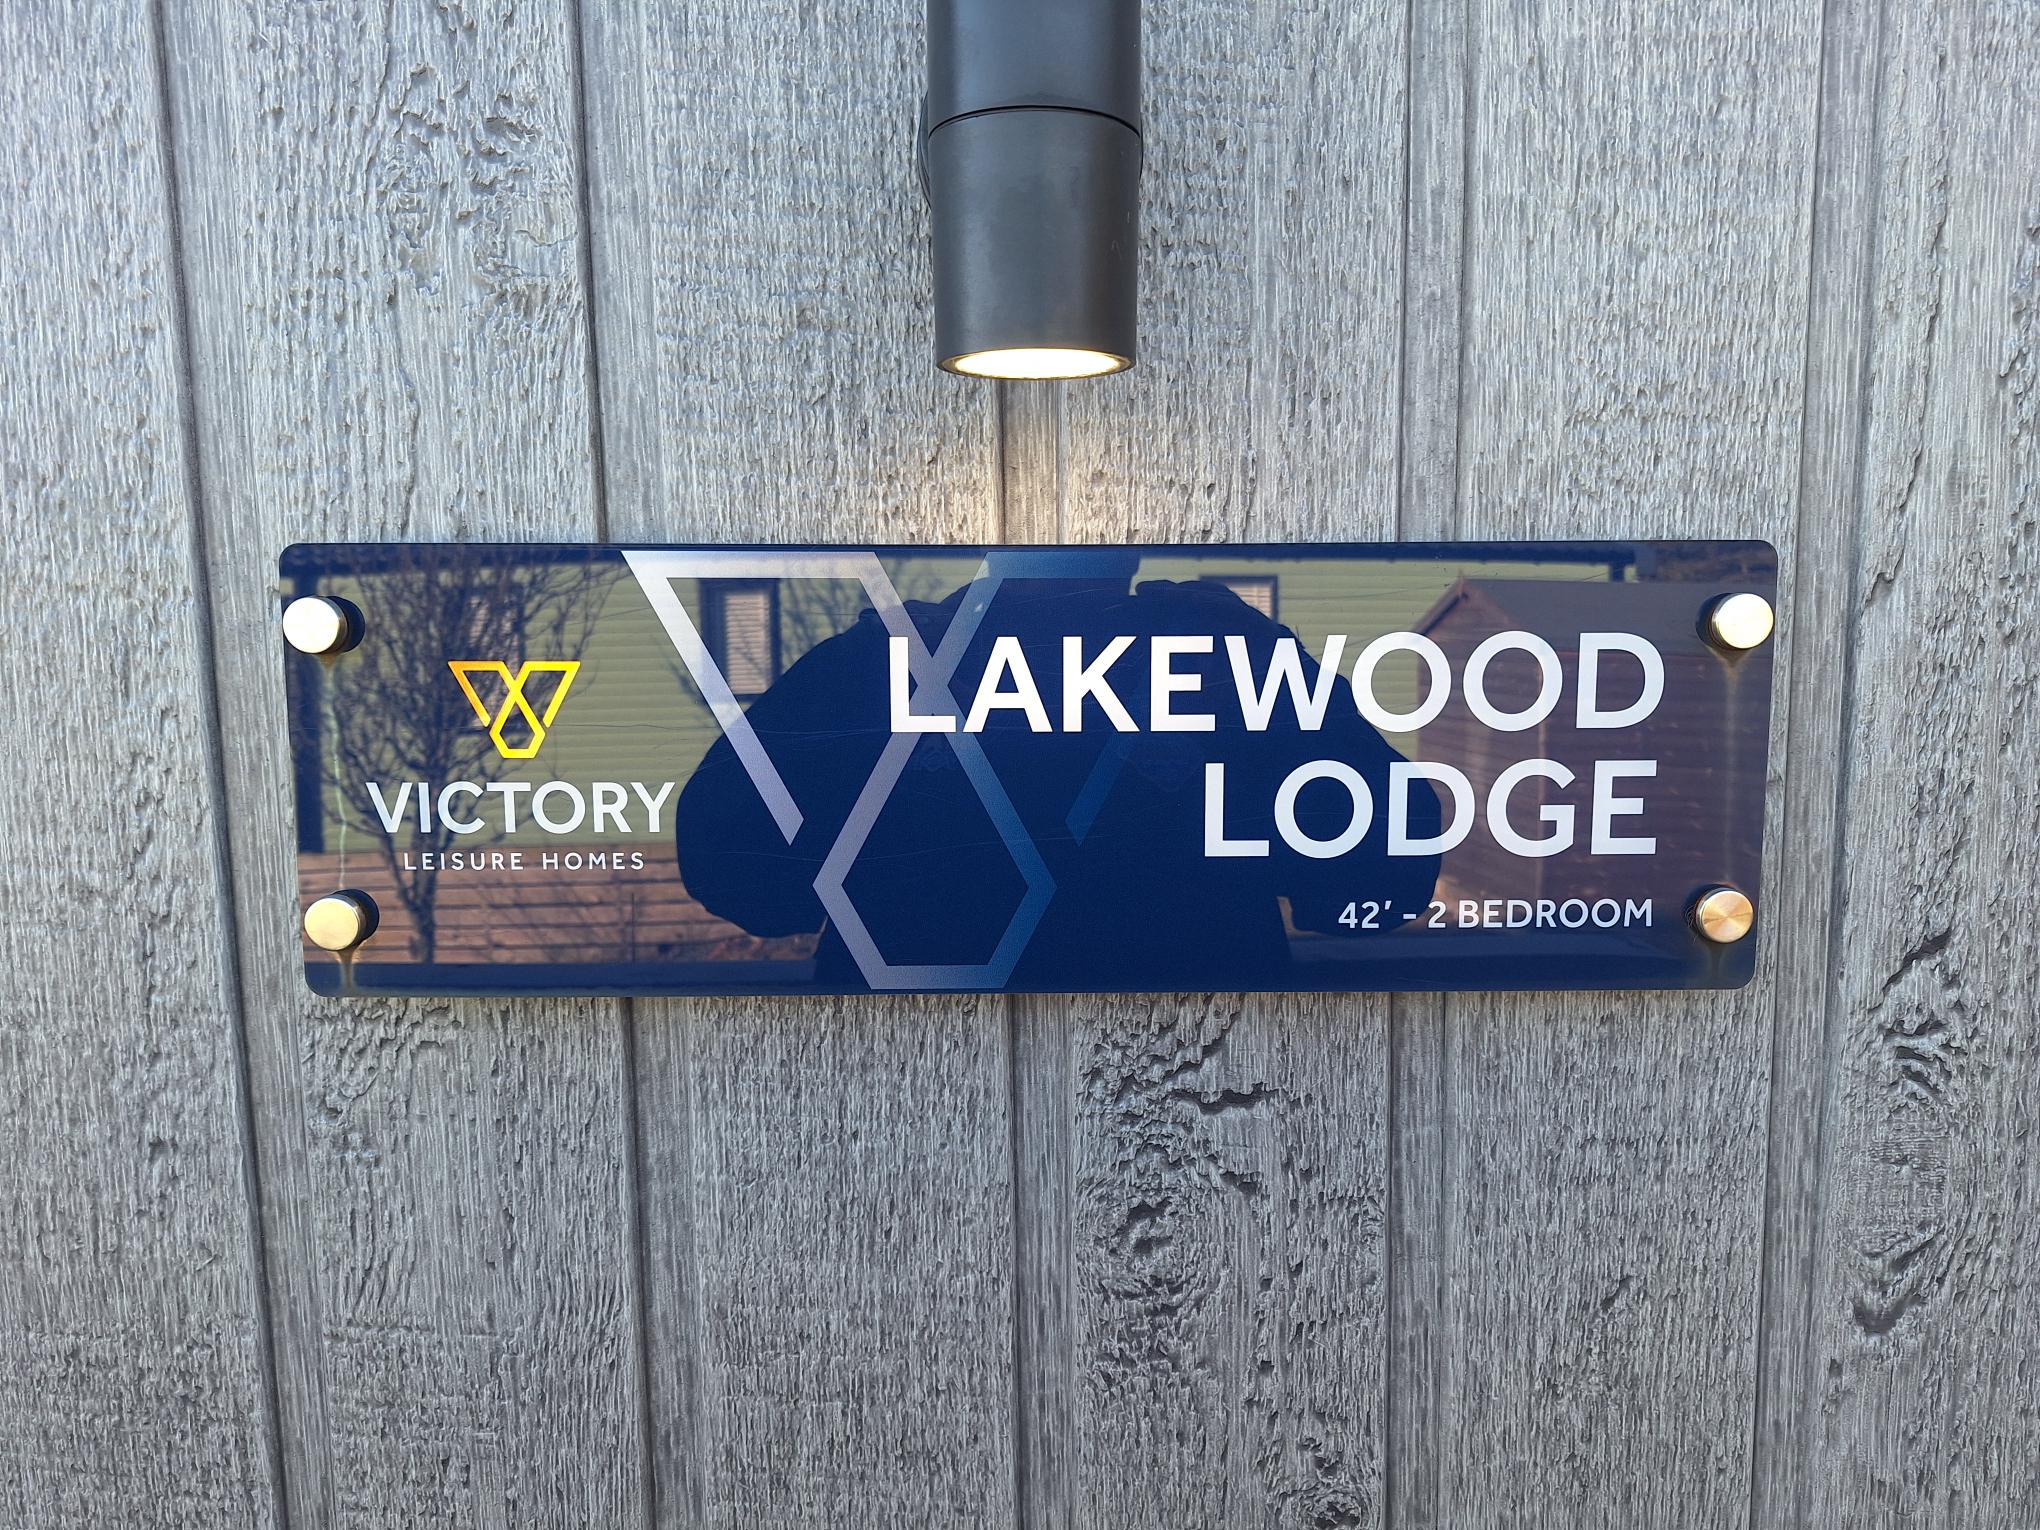 VICTORY
LEISURE HOMES
LAKEWOOD
LODGE
42' - 2 BEDROOM